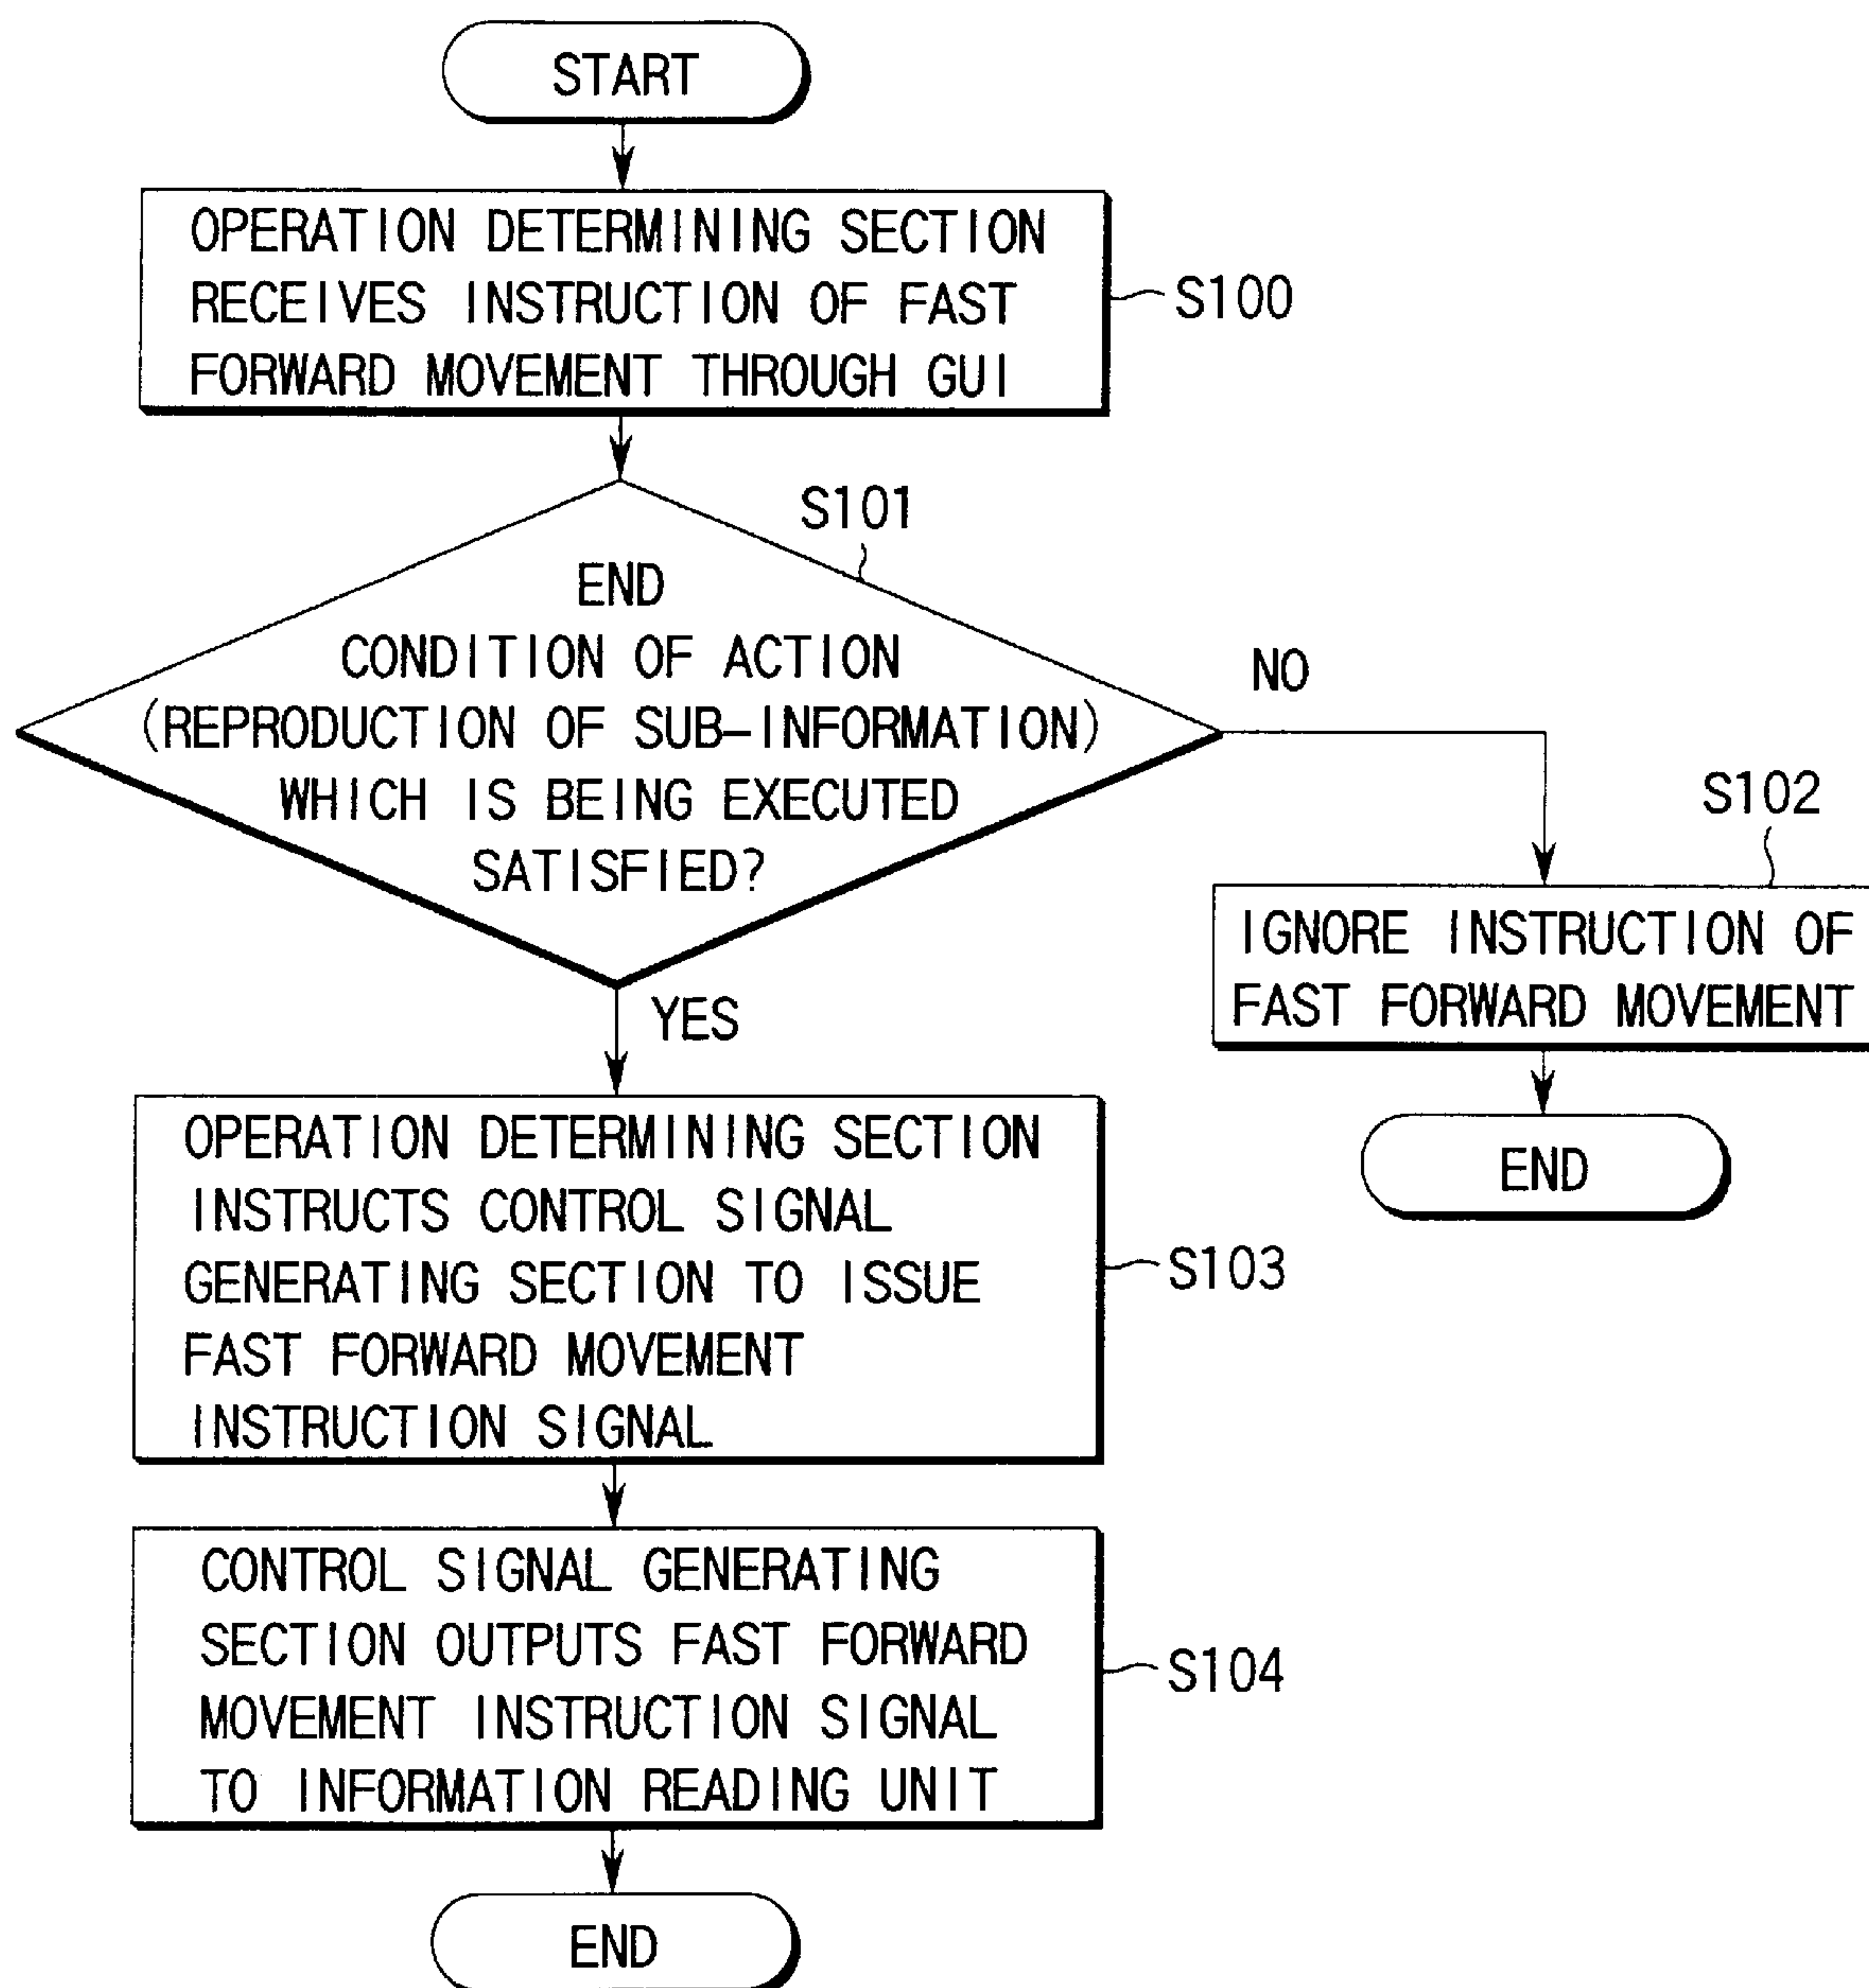 START
OPERATION DETERMINING SECTION
RECEIVES INSTRUCTION OF FAST
FORWARD MOVEMENT THROUGH GUI
S100
S101
END
CONDITION OF ACTION
(REPRODUCTION OF SUB-INFORMATION)
WHICH IS BEING EXECUTED
SATISFIED?
NO
YES
S102
IGNORE INSTRUCTION OF
FAST FORWARD MOVEMENT
END
OPERATION DETERMINING SECTION
INSTRUCTS CONTROL SIGNAL
GENERATING SECTION TO ISSUE
FAST FORWARD MOVEMENT
INSTRUCTION SIGNAL
S103
CONTROL SIGNAL GENERATING
SECTION OUTPUTS FAST FORWARD
MOVEMENT INSTRUCTION SIGNAL
TO INFORMATION READING UNIT
S104
END